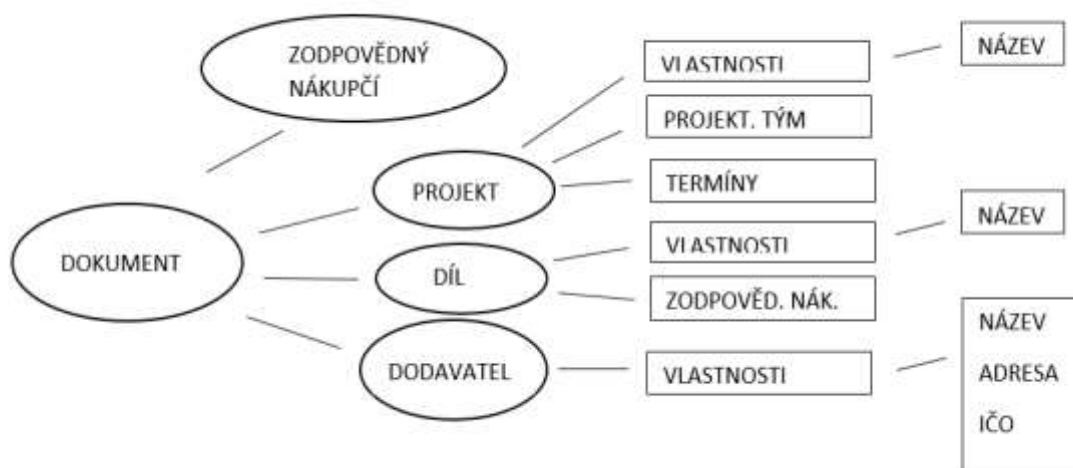 ZODPOVĚDNÝ
NÁKUPČÍ
VLASTNOSTI
NÁZEV
PROJEKT. TÝM
PROJEKT
TERMÍNY
VLASTNOSTI
NÁZEV
DOKUMENT
DÍL
ZODPOVĚD. NÁK.
NÁZEV
DODAVATEL
VLASTNOSTI
ADRESA
IČO